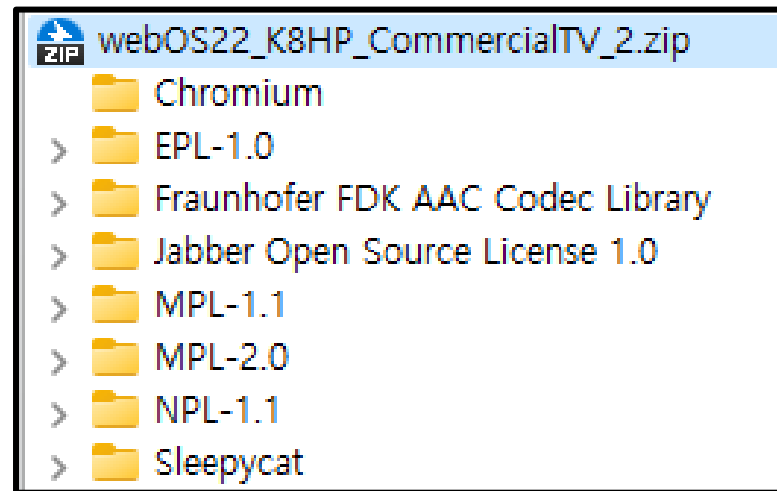 ZIP webOS22_K8HP_CommercialTV_2.zip
Chromium
EPL-1.0
Fraunhofer FDK AAC Codec Library
Jabber Open Source License 1.0
MPL-1.1
MPL-2.0
NPL-1.1
Sleepycat